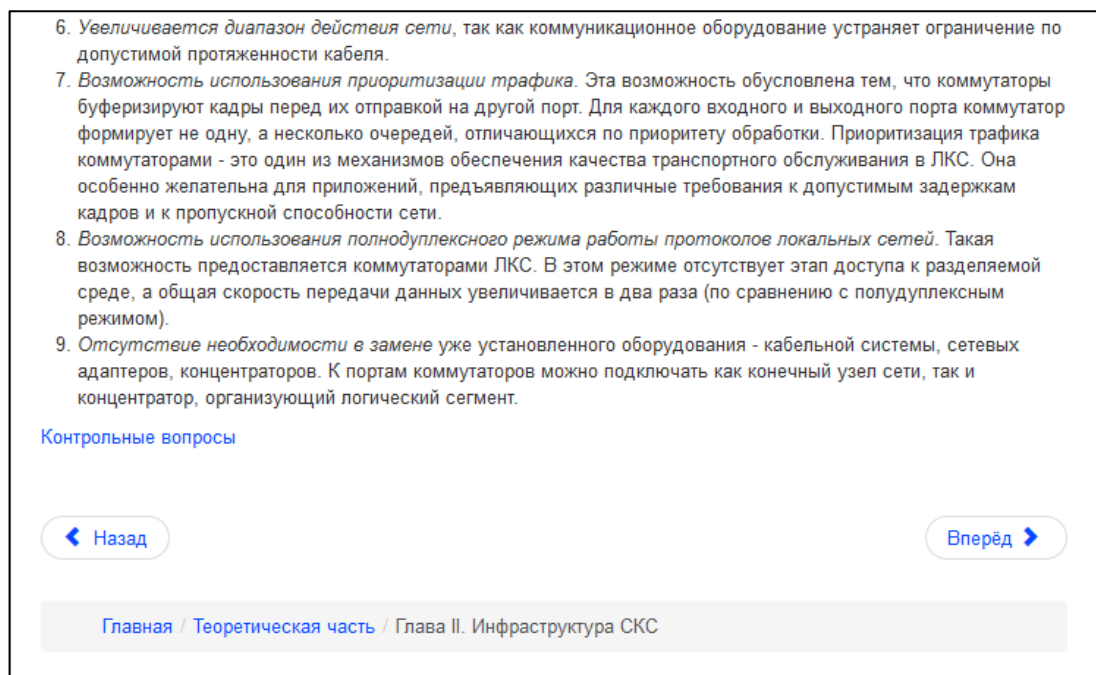 6. Увеличивается диапазон действия сети, так как коммуникационное оборудование устраняет ограничение по
допустимой протяженности кабеля.
7. Возможность использования приоритизации трафика. Эта возможность обусловлена тем, что коммутаторы
буферизируют кадры перед их отправкой на другой порт. Для каждого входного и выходного порта коммутатор
формирует не одну, а несколько очередей, отличающихся по приоритету обработки. Приоритизация трафика
коммутаторами - это один из механизмов обеспечения качества транспортного обслуживания в ЛКС. Она
особенно желательна для приложений, предъявляющих различные требования к допустимым задержкам
кадров и к пропускной способности сети.
8. Возможность использования полнодуплексного режима работы протоколов локальных сетей. Такая
возможность предоставляется коммутаторами ЛКС. В этом режиме отсутствует этап доступа к разделяемой
среде, а общая скорость передачи данных увеличивается в два раза (по сравнению с полудуплексным
режимом).
9. Отсутствие необходимости в замене уже установленного оборудования - кабельной системы, сетевых
адаптеров, концентраторов. К портам коммутаторов можно подключать как конечный узел сети, так и
концентратор, организующий логический сегмент.
Контрольные вопросы
Назад
Вперёд
Главная / Теоретическая часть / Глава II. Инфраструктура СКС